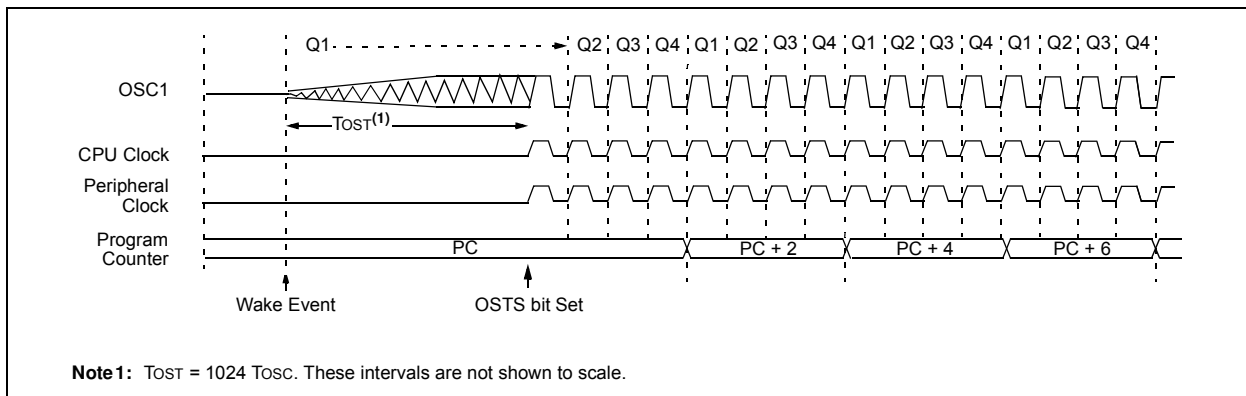 Q1 Q2 Q3 Q4 Q1 Q2 Q3 Q4 Q1 Q2 Q3 Q4 Q1 Q2 Q3 Q4
OSC1
TOST(1)
CPU Clock
Peripheral
Clock
Program
Counter
PC PC + 2 PC + 4 PC + 6
Wake Event OSTS bit Set
Note 1: TOST = 1024 TOSC. These intervals are not shown to scale.